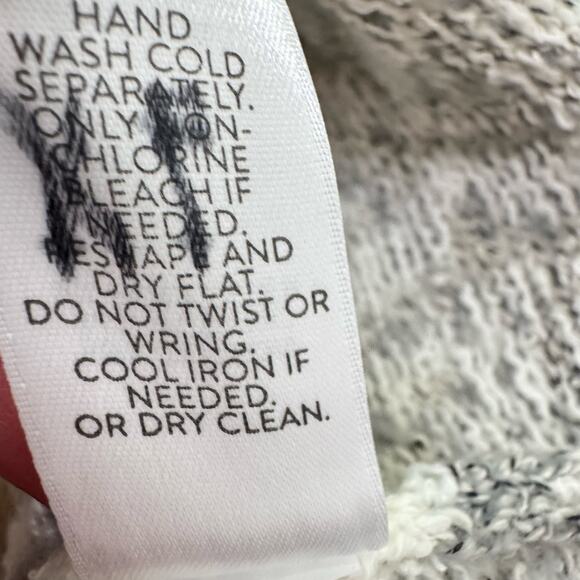 HAND
WASH COLD
SEPARATELY.
ONLY NON-
CHLORINE
BLEACH IF
NEEDED.
RESHAPE AND
DRY FLAT.
DO NOT TWIST OR
WRING.
COOL IRON IF
NEEDED.
OR DRY CLEAN.